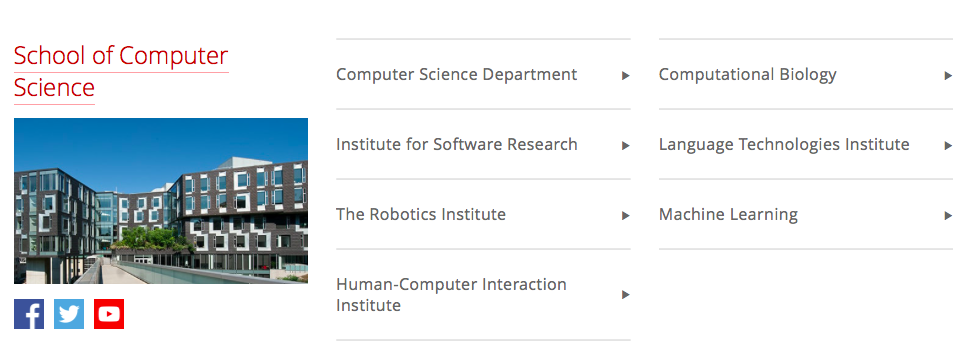 School of Computer
Science
Computer Science Department
Institute for Software Research
The Robotics Institute
Human-Computer Interaction
Institute
Computational Biology
Language Technologies Institute
Machine Learning